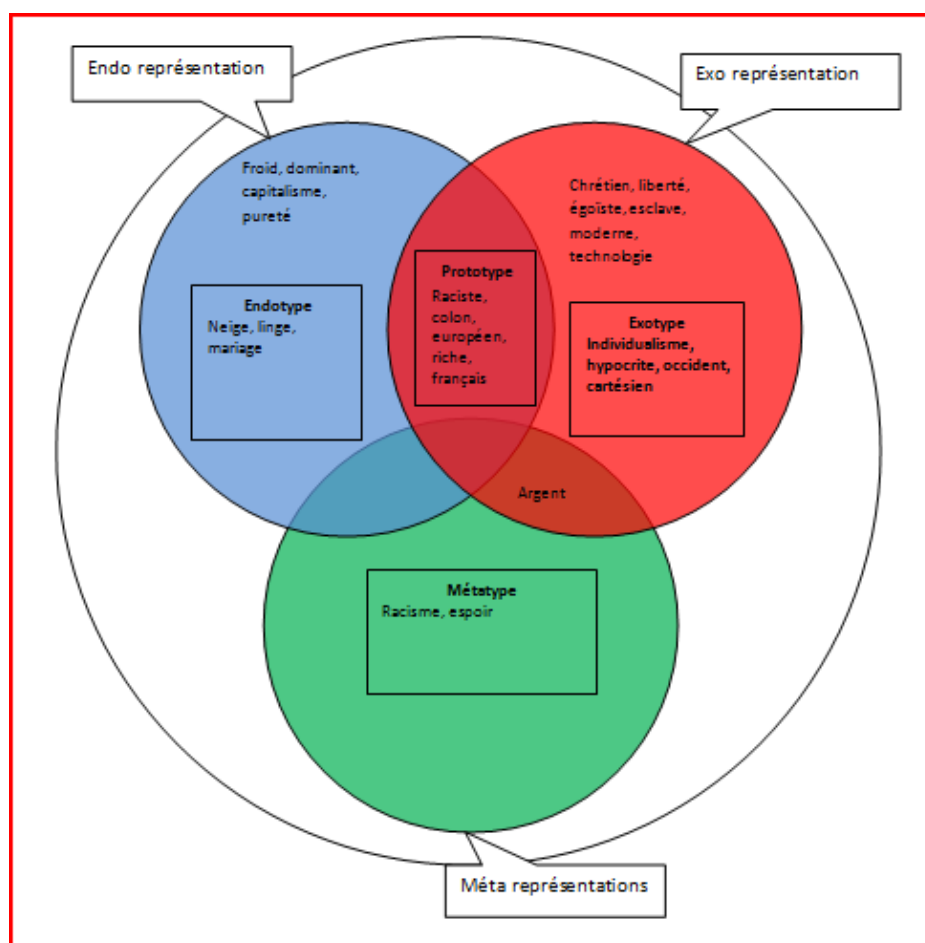 Endo représentation
Exo représentation
Froid, dominant,
capitalisme,
pureté
Chrétien, liberté,
égoïste, esclave,
moderne,
technologie
Prototype
Raciste,
colon,
européen,
riche,
français
Endotype
Neige, linge,
mariage
Exotype
Individualisme,
hypocrite, occident,
cartésien
Argent
Métatype
Racisme, espoir
Méta représentations